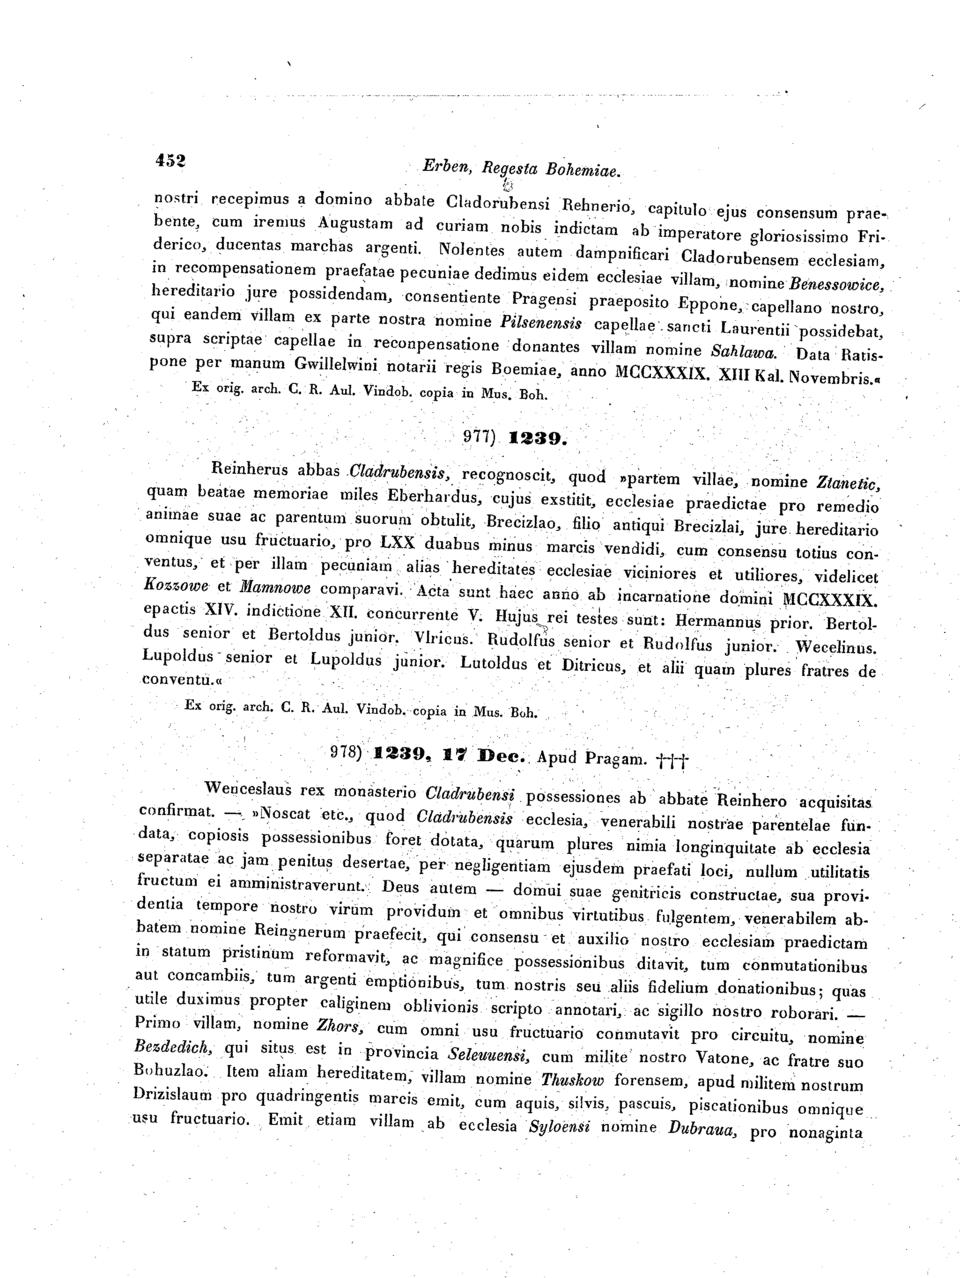 452
Erben, Regesta Bohemiae.
nostri recepimus a domino abbate Cladorubensi Rehnerio, capitulo ejus consensum prae-
bente, cum iremus Augustam ad curiam nobis indictam ab imperatore gloriosissimo Fri-
derico, ducentas marchas argenti. Nolentes autem dampnificari Cladorubensem ecclesiam,
in recompensationem praefatae pecuniae dedimus eidem ecclesiae villam, nomine Benessowice,
hereditario jure possidendam, consentiente Pragensi praeposito Eppone, capellano nostro,
qui eandem villam ex parte nostra nomine Pilsenensis capellae sancti Laurentii possidebat,
supra scriptae capellae in reconpensatione donantes villam nomine Sahlawa. Data Ratis-
pone per manum Gwillelwini notarii regis Boemiae, anno MCCXXXIX. XIII Kal. Novembris.«
Ex orig. arch. C. R. Aul. Vindob. copia in Mus. Boh.
977) 1239.
Reinherus abbas Cladrubensis, recognoscit, quod »partem villae, nomine Ztanetic,
quam beatae memoriae miles Eberhardus, cujus exstitit, ecclesiae praedictae pro remedio
animae suae ac parentum suorum obtulit, Brecizlao, filio antiqui Brecizlai, jure hereditario
omnique usu fructuario, pro LXX duabus minus marcis vendidi, cum consensu totius con-
ventus, et per illam pecuniam alias hereditates ecclesiae viciniores et utiliores, videlicet
Kozzowe et Mamnowe comparavi. Acta sunt haec anno ab incarnatione domini MCCXXXIX.
epactis XIV. indictione XII. concurrente V. Hujus rei testes sunt: Hermannus prior. Bertol-
dus senior et Bertoldus junior. Vlricus. Rudolfus senior et Rudolfus junior. Wecelinus.
Lupoldus senior et Lupoldus junior. Lutoldus et Ditricus, et alii quam plures fratres de
conventu.«
Ex orig. arch. C. R. Aul. Vindob. copia in Mus. Boh.
978) 1239, 17 Dec. Apud Pragam. †††
Wenceslaus rex monasterio Cladrubensi possessiones ab abbate Reinhero acquisitas
confirmat. — »Noscat etc., quod Cladrubensis ecclesia, venerabili nostrae parentelae fun-
data, copiosis possessionibus foret dotata, quarum plures nimia longinquitate ab ecclesia
separatae ac jam penitus desertae, per negligentiam ejusdem praefati loci, nullum utilitatis
fructum ei amministraverunt. Deus autem — domui suae genitricis constructae, sua provi-
dentia tempore nostro virum providum et omnibus virtutibus fulgentem, venerabilem ab-
batem nomine Reingnerum praefecit, qui consensu et auxilio nostro ecclesiam praedictam
in statum pristinum reformavit, ac magnifice possessionibus ditavit, tum conmutationibus
aut concambiis, tum argenti emptionibus, tum nostris seu aliis fidelium donationibus; quas
utile duximus propter caliginem oblivionis scripto annotari, ac sigillo nostro roborari. —
Primo villam, nomine Zhors, cum omni usu fructuario conmutavit pro circuitu, nomine
Bezdedich, qui situs est in provincia Seleuuensi, cum milite nostro Vatone, ac fratre suo
Bohuzlao. Item aliam hereditatem, villam nomine Thuskow forensem, apud militem nostrum
Drizislaum pro quadringentis marcis emit, cum aquis, silvis, pascuis, piscationibus omnique
usu fructuario. Emit etiam villam ab ecclesia Syloensi nomine Dubraua, pro nonaginta